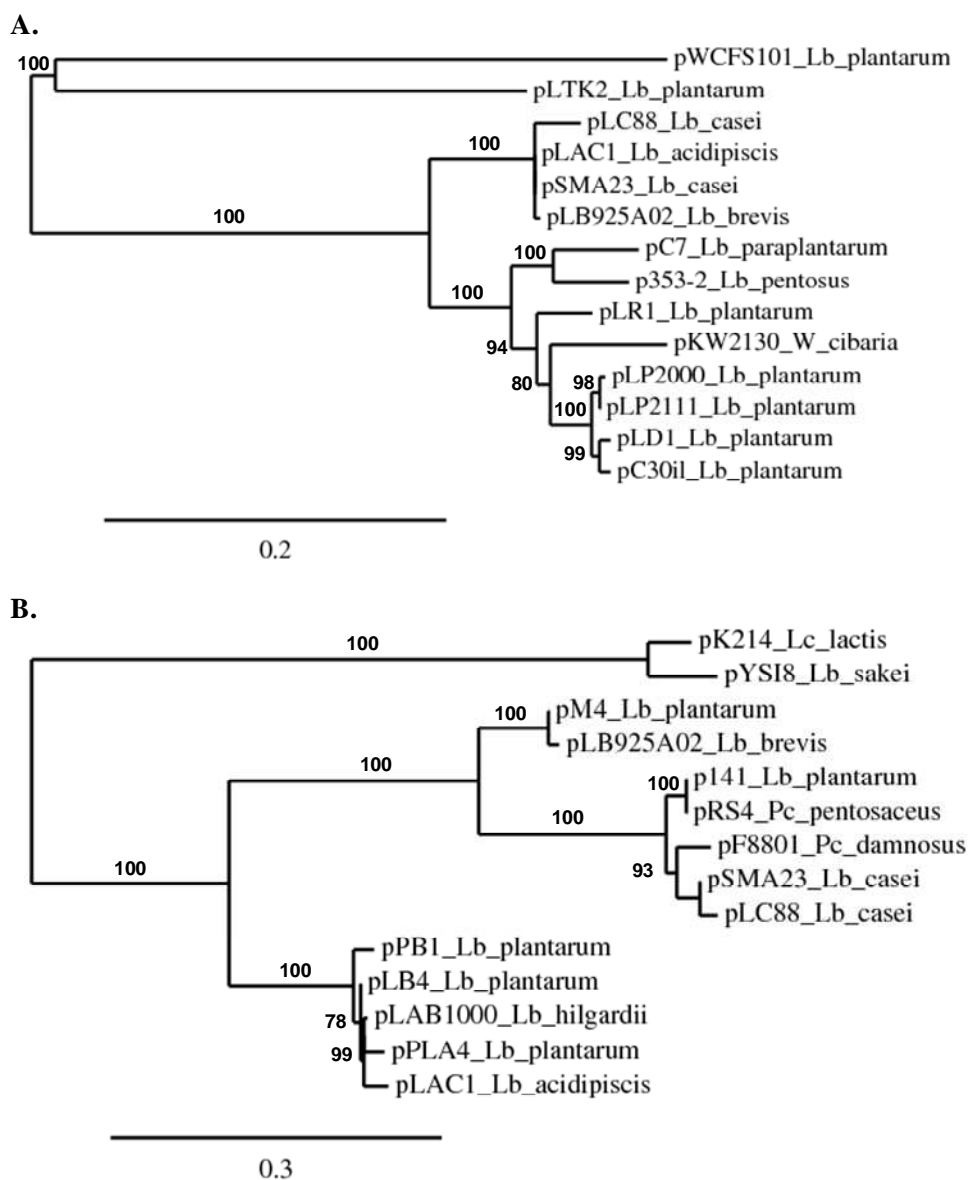 A.
100
pWCFS101_Lb_plantarum
pLTK2_Lb_plantarum
pLC88_Lb_casei
100
pLAC1_Lb_acidipiscis
pSMA23_Lb_casei
100
pLB925A02_Lb_brevis
100
pC7_Lb_paraplantarum
p353-2_Lb_pentosus
100
pLR1_Lb_plantarum
94
pKW2130_W_cibaria
80
98
pLP2000_Lb_plantarum
100
pLP2111_Lb_plantarum
pLD1_Lb_plantarum
99
pC30il_Lb_plantarum
0.2
B.
100
pK214_Lc_lactis
pYSI8_Lb_sakei
100
pM4_Lb_plantarum
pLB925A02_Lb_brevis
100
100
p141_Lb_plantarum
pRS4_Pc_pentosaceus
100
pF8801_Pc_damnosus
93
pSMA23_Lb_casei
100
pLC88_Lb_casei
pPB1_Lb_plantarum
100
pLB4_Lb_plantarum
78
pLAB1000_Lb_hilgardii
99
pPLA4_Lb_plantarum
pLAC1_Lb_acidipiscis
0.3